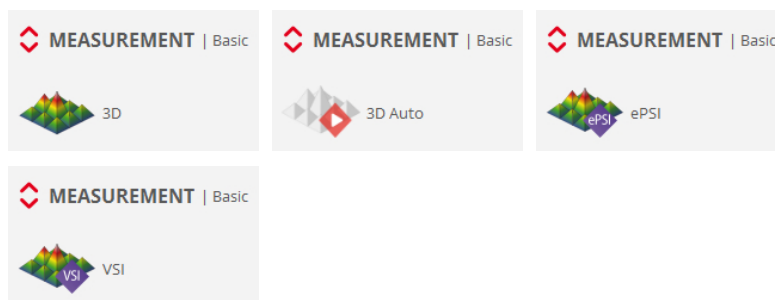 MEASUREMENT | Basic
3D
MEASUREMENT | Basic
3D Auto
MEASUREMENT | Basic
ePSI ePSI
MEASUREMENT | Basic
VSI VSI